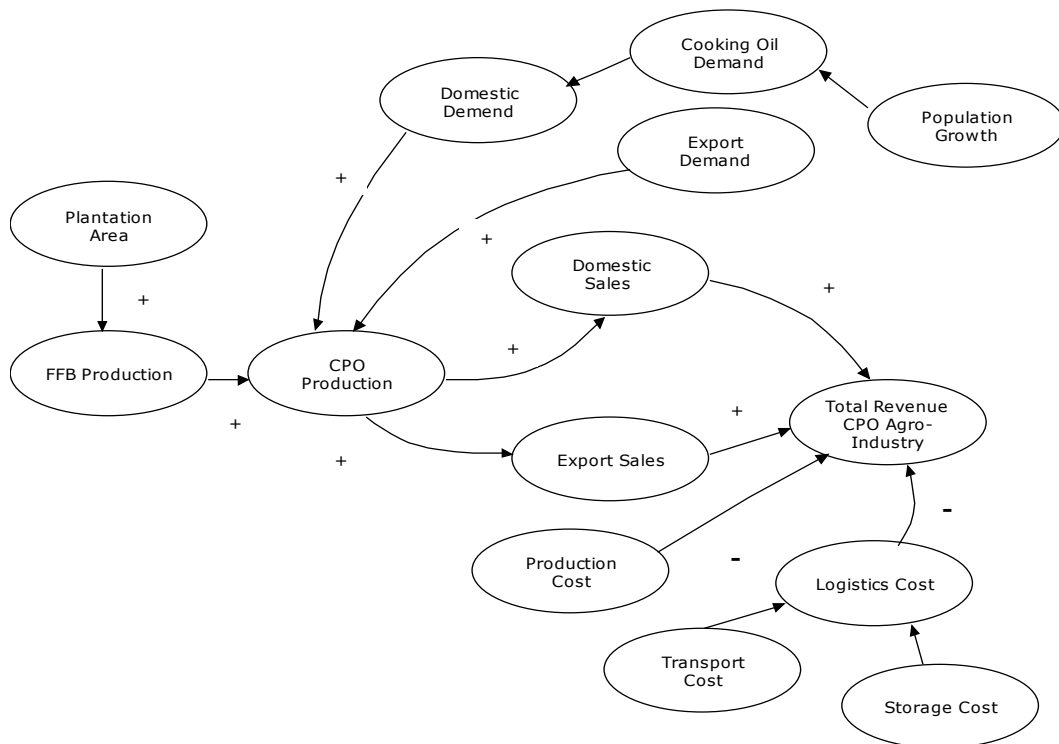 Cooking Oil
Demand
Domestic
Demend
Population
Growth
Export
Demand
+
Plantation
Area
+
Domestic
Sales
+
+
+
FFB Production
CPO
Production
+
Total Revenue
CPO Agro-
Industry
+
+
Export Sales
-
Production
Cost
-
Logistics Cost
Transport
Cost
Storage Cost